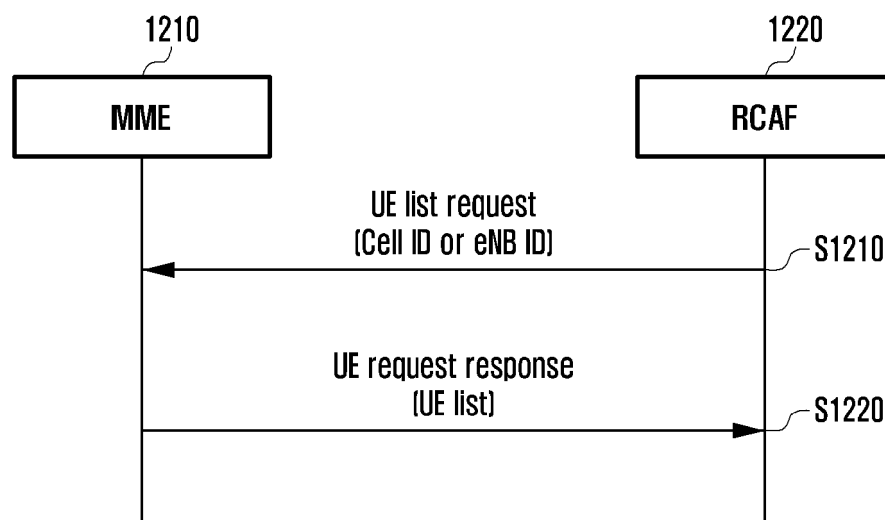 1210
1220
MME
RCAF
UE list request
(Cell ID or eNB ID)
S1210
UE request response
(UE list)
S1220